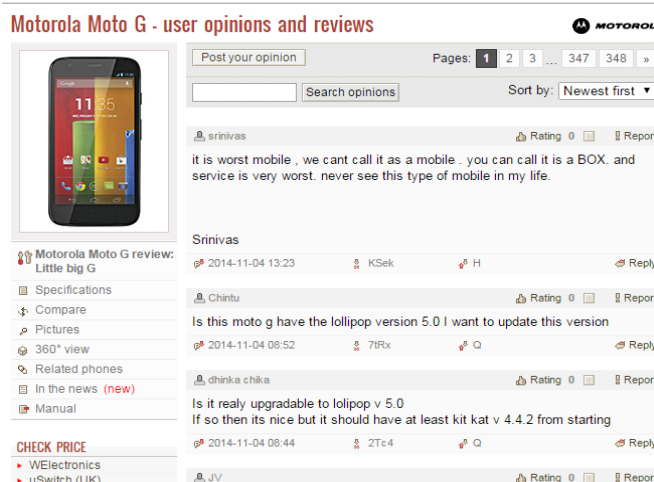 Motorola Moto G - user opinions and reviews
MOTOROL
Post your opinion
Pages: 1 2 3 ... 347 348 »
Search opinions
Sort by: Newest first
Google
11:35
srinivas
Rating 0
Repor
it is worst mobile , we cant call it as a mobile . you can call it is a BOX. and
service is very worst. never see this type of mobile in my life.
Srinivas
2014-11-04 13:23
KSek
H
Reply
Motorola Moto G review:
Little big G
Specifications
Compare
Pictures
360° view
Related phones
In the news (new)
Manual
CHECK PRICE
WElectronics
uSwitch (UK)
Chintu
Rating 0
Repor
Is this moto g have the lollipop version 5.0 I want to update this version
2014-11-04 08:52
7tRx
Q
Reply
dhinka chika
Rating 0
Repor
Is it realy upgradable to lolipop v 5.0
If so then its nice but it should have at least kit kat v 4.4.2 from starting
2014-11-04 08:44
2Tc4
Q
Reply
JV
Rating 0
Repor